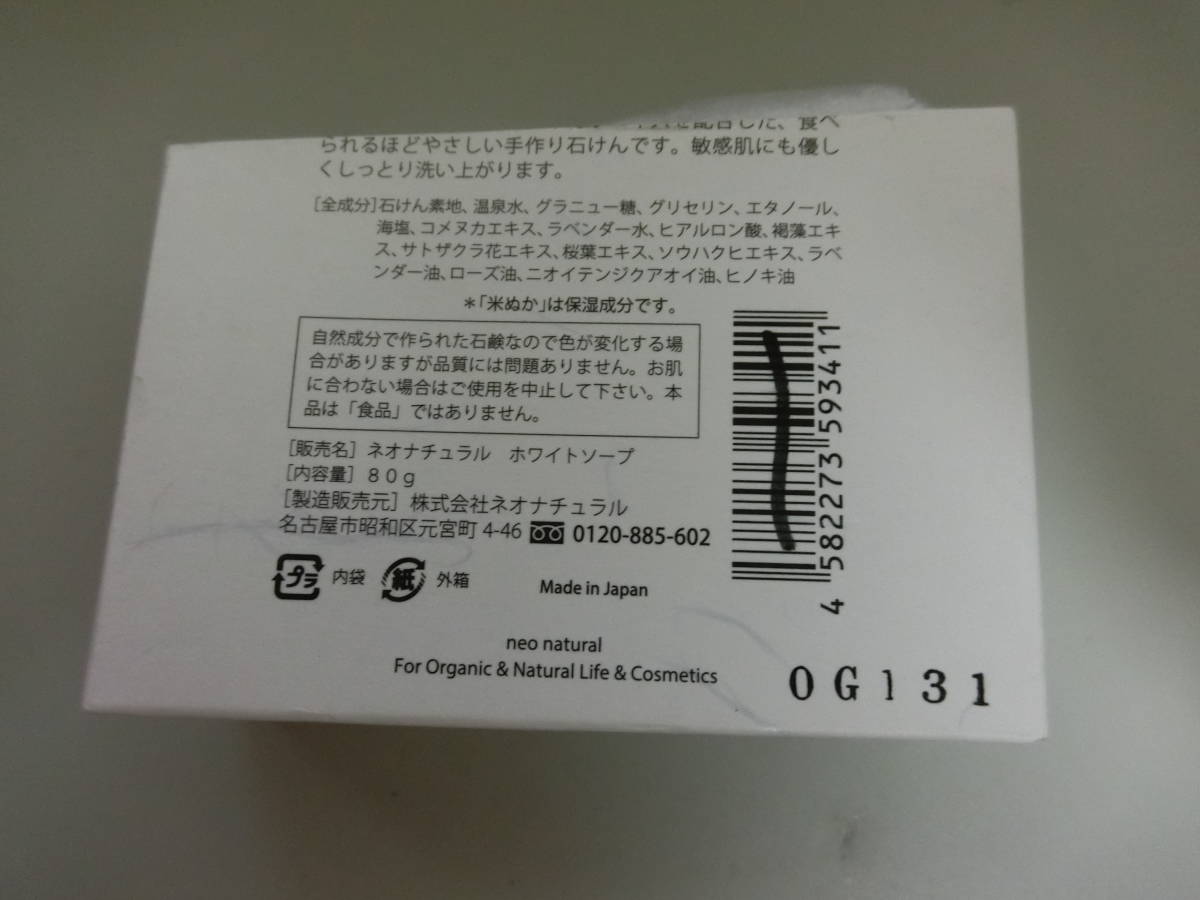 配合した、食べ
られるほどやさしい手作り石けんです。敏感肌にも優し
くしっとり洗い上がります。
[全成分]石けん素地、温泉水、グラニュー糖、グリセリン、エタノール、
海塩、コメヌカエキス、ラベンダー水、ヒアルロン酸、褐藻エキ
ス、サトザクラ花エキス、桜葉エキス、ソウハクヒエキス、ラベ
ンダー油、ローズ油、ニオイテンジクアオイ油、ヒノキ油
*「米ぬか」は保湿成分です。
自然成分で作られた石鹸なので色が変化する場
合がありますが品質には問題ありません。お肌
に合わない場合はご使用を中止して下さい。本
品は「食品」ではありません。
[販売名] ネオナチュラル ホワイトソープ
[内容量] 80g
[製造販売元] 株式会社ネオナチュラル
名古屋市昭和区元宮町 4-46 0120-885-602
プラ 内袋 紙 外箱 Made in Japan
neo natural
For Organic & Natural Life & Cosmetics
4 582273 593411
OG131